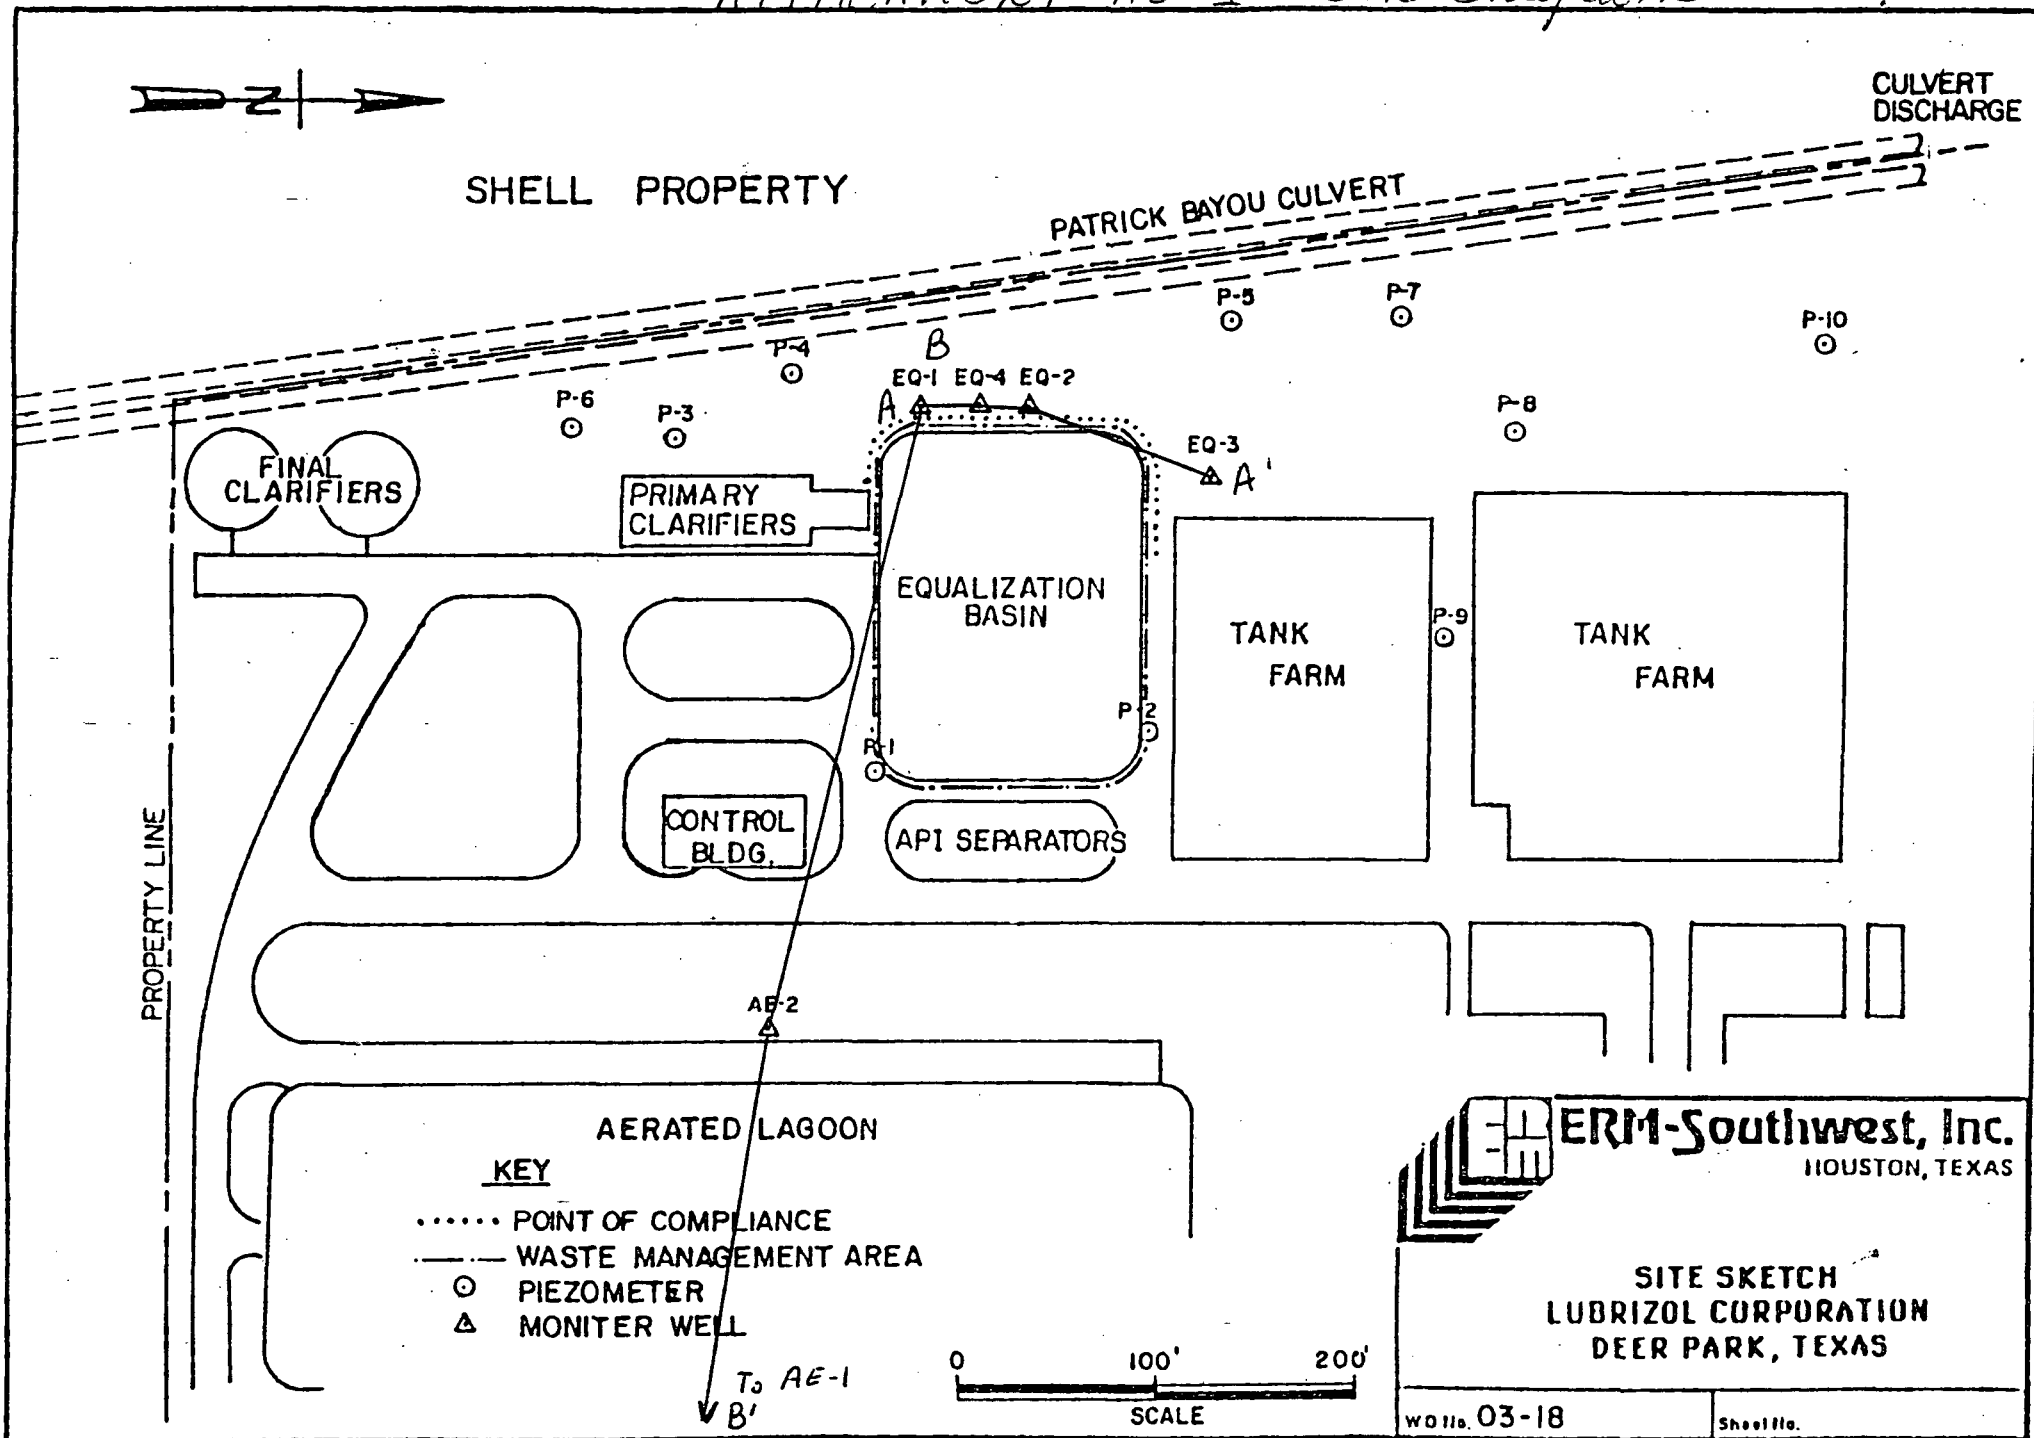 N
CULVERT
DISCHARGE
SHELL PROPERTY
PATRICK BAYOU CULVERT
P-5
P-7
P-10
P-4
B
EQ-1 EQ-4 EQ-2
A
P-6
P-3
P-8
EQ-3
A'
FINAL
CLARIFIERS
PRIMARY
CLARIFIERS
EQUALIZATION
BASIN
TANK
FARM
P-9
TANK
FARM
P-2
P-1
CONTROL
BLDG.
API SEPARATORS
PROPERTY LINE
AE-2
AERATED LAGOON
KEY
POINT OF COMPLIANCE
WASTE MANAGEMENT AREA
PIEZOMETER
MONITER WELL
To AE-1
B'
0 100' 200'
SCALE
ERM-Southwest, Inc.
HOUSTON, TEXAS
SITE SKETCH
LUBRIZOL CORPORATION
DEER PARK, TEXAS
W.O. No. 03-18
Sheet No.